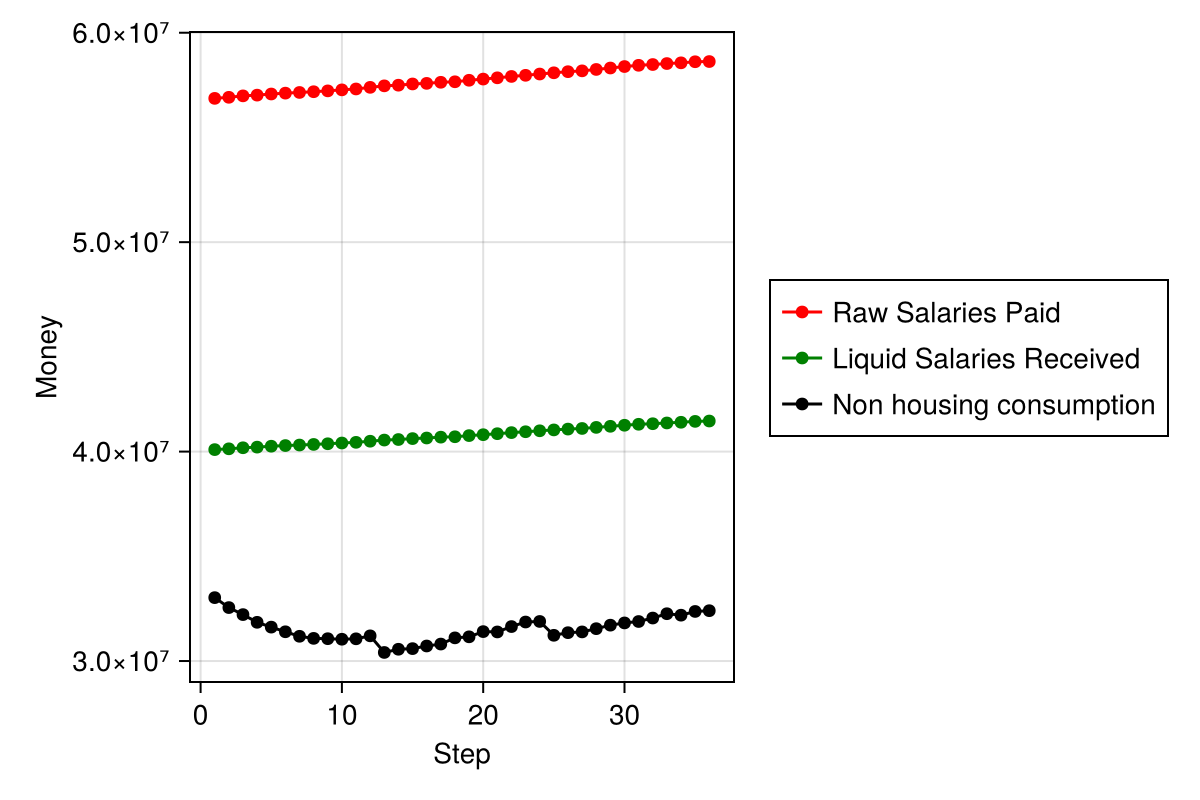 6.0×10⁷
5.0×10⁷
4.0×10⁷
3.0×10⁷
Money
0 10 20 30
Step
Raw Salaries Paid
Liquid Salaries Received
Non housing consumption